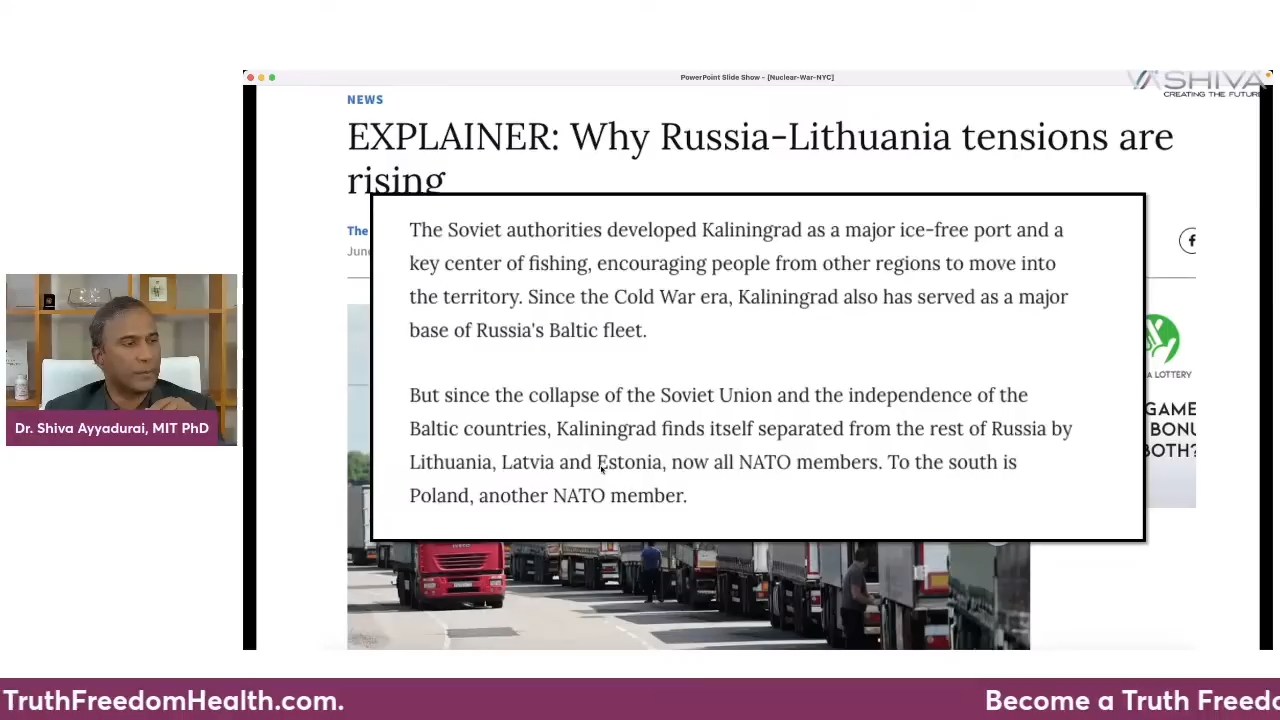 PowerPoint Slide Show - [Nuclear-War-NYC]
VASHIVA
CREATING THE FUTURE
NEWS
EXPLAINER: Why Russia-Lithuania tensions are
rising
The
June
The Soviet authorities developed Kaliningrad as a major ice-free port and a
key center of fishing, encouraging people from other regions to move into
the territory. Since the Cold War era, Kaliningrad also has served as a major
base of Russia's Baltic fleet.
But since the collapse of the Soviet Union and the independence of the
Baltic countries, Kaliningrad finds itself separated from the rest of Russia by
Lithuania, Latvia and Estonia, now all NATO members. To the south is
Poland, another NATO member.
A LOTTERY
GAME
BONU
BOTH?
Dr. Shiva Ayyadurai, MIT PhD
TruthFreedomHealth.com.
Become a Truth Freedo